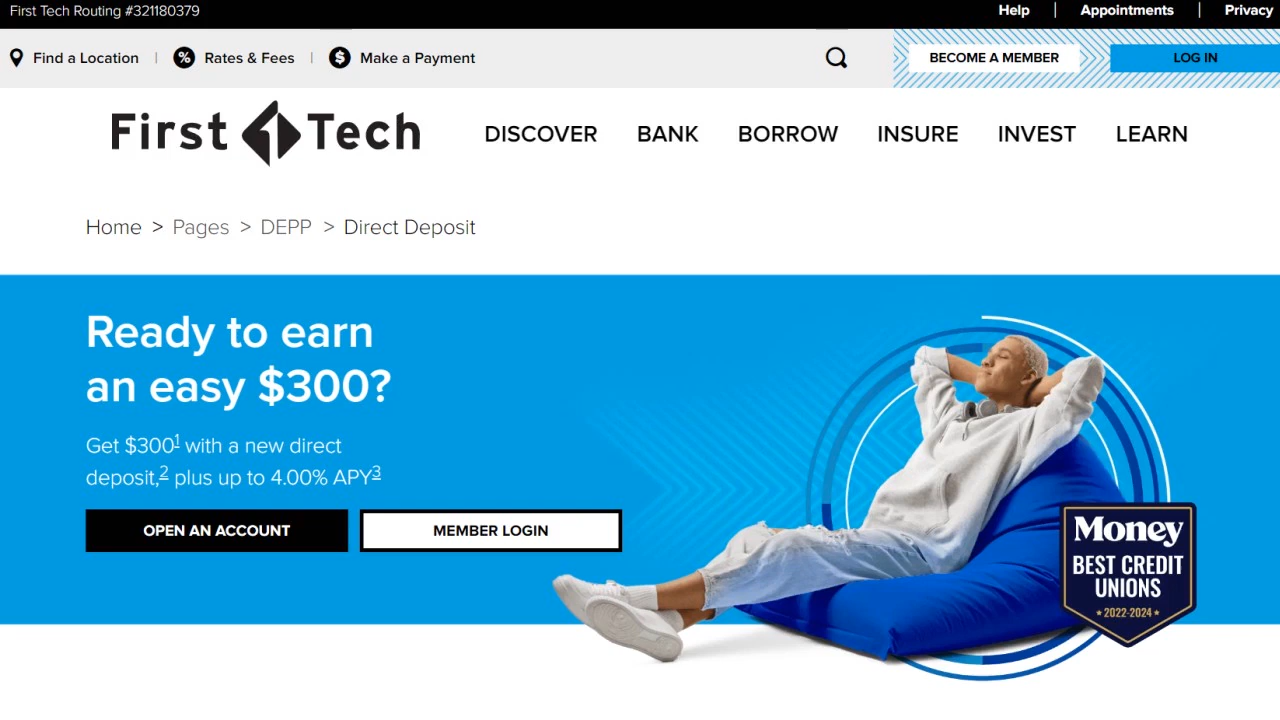 First Tech Routing #321180379
Help | Appointments | Privacy
Find a Location | % Rates & Fees | $ Make a Payment
BECOME A MEMBER
LOG IN
First 1 Tech
DISCOVER BANK BORROW INSURE INVEST LEARN
Home > Pages > DEPP > Direct Deposit
Ready to earn
an easy $300?
Get $300¹ with a new direct
deposit,² plus up to 4.00% APY³
OPEN AN ACCOUNT
MEMBER LOGIN
Money
BEST CREDIT
UNIONS
★2022-2024★